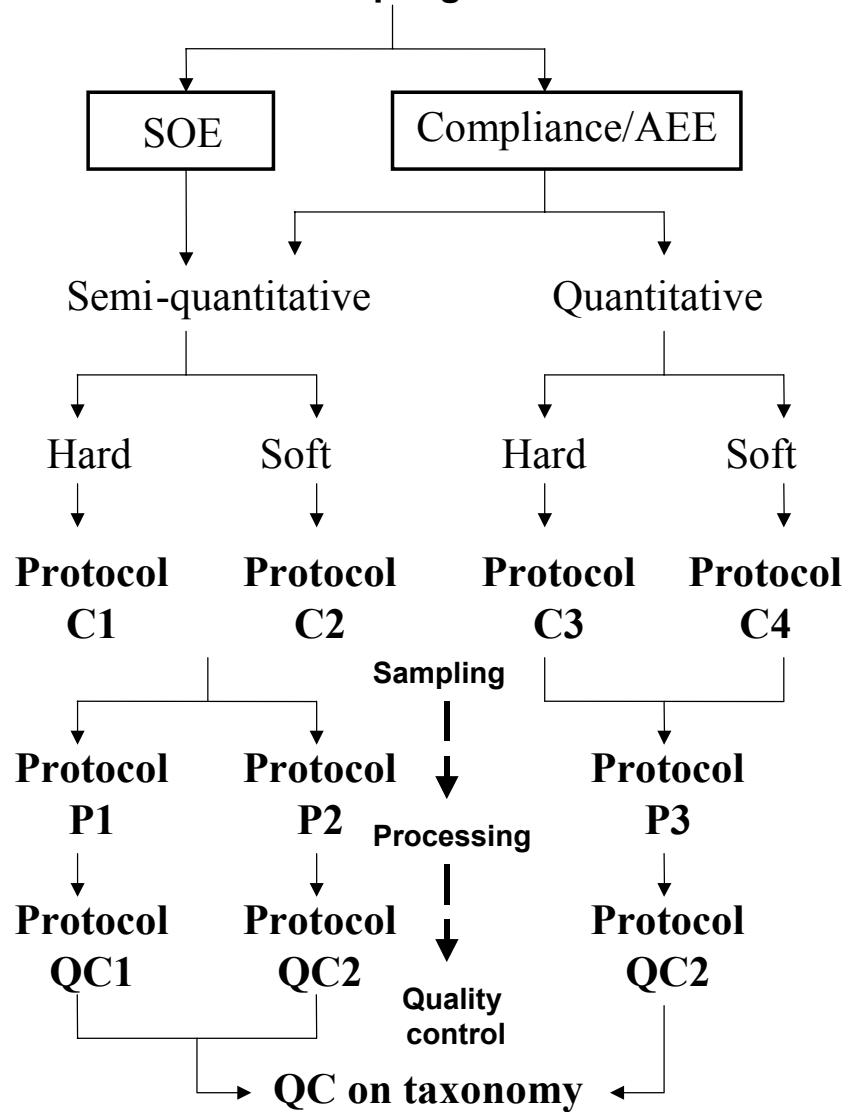 SOE
Compliance/AEE
Semi-quantitative
Quantitative
Hard
Soft
Hard
Soft
Protocol
C1
Protocol
C2
Protocol
C3
Protocol
C4
Sampling
Protocol
P1
Protocol
P2
Processing
Protocol
P3
Protocol
QC1
Protocol
QC2
Quality
control
Protocol
QC2
QC on taxonomy